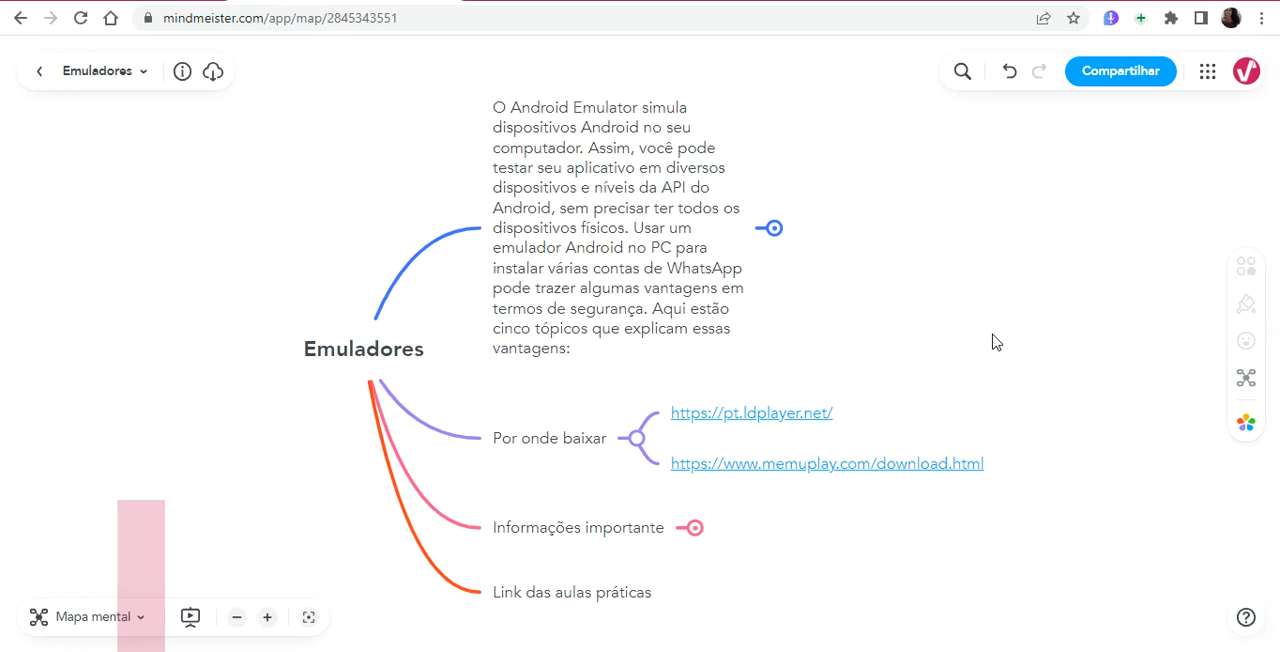 mindmeister.com/app/map/2845343551
Emuladores
Compartilhar
O Android Emulator simula
dispositivos Android no seu
computador. Assim, você pode
testar seu aplicativo em diversos
dispositivos e níveis da API do
Android, sem precisar ter todos os
dispositivos físicos. Usar um
emulador Android no PC para
instalar várias contas de WhatsApp
pode trazer algumas vantagens em
termos de segurança. Aqui estão
cinco tópicos que explicam essas
vantagens:
Emuladores
https://pt.ldplayer.net/
Por onde baixar
https://www.memuplay.com/download.html
Informações importante
Link das aulas práticas
Mapa mental